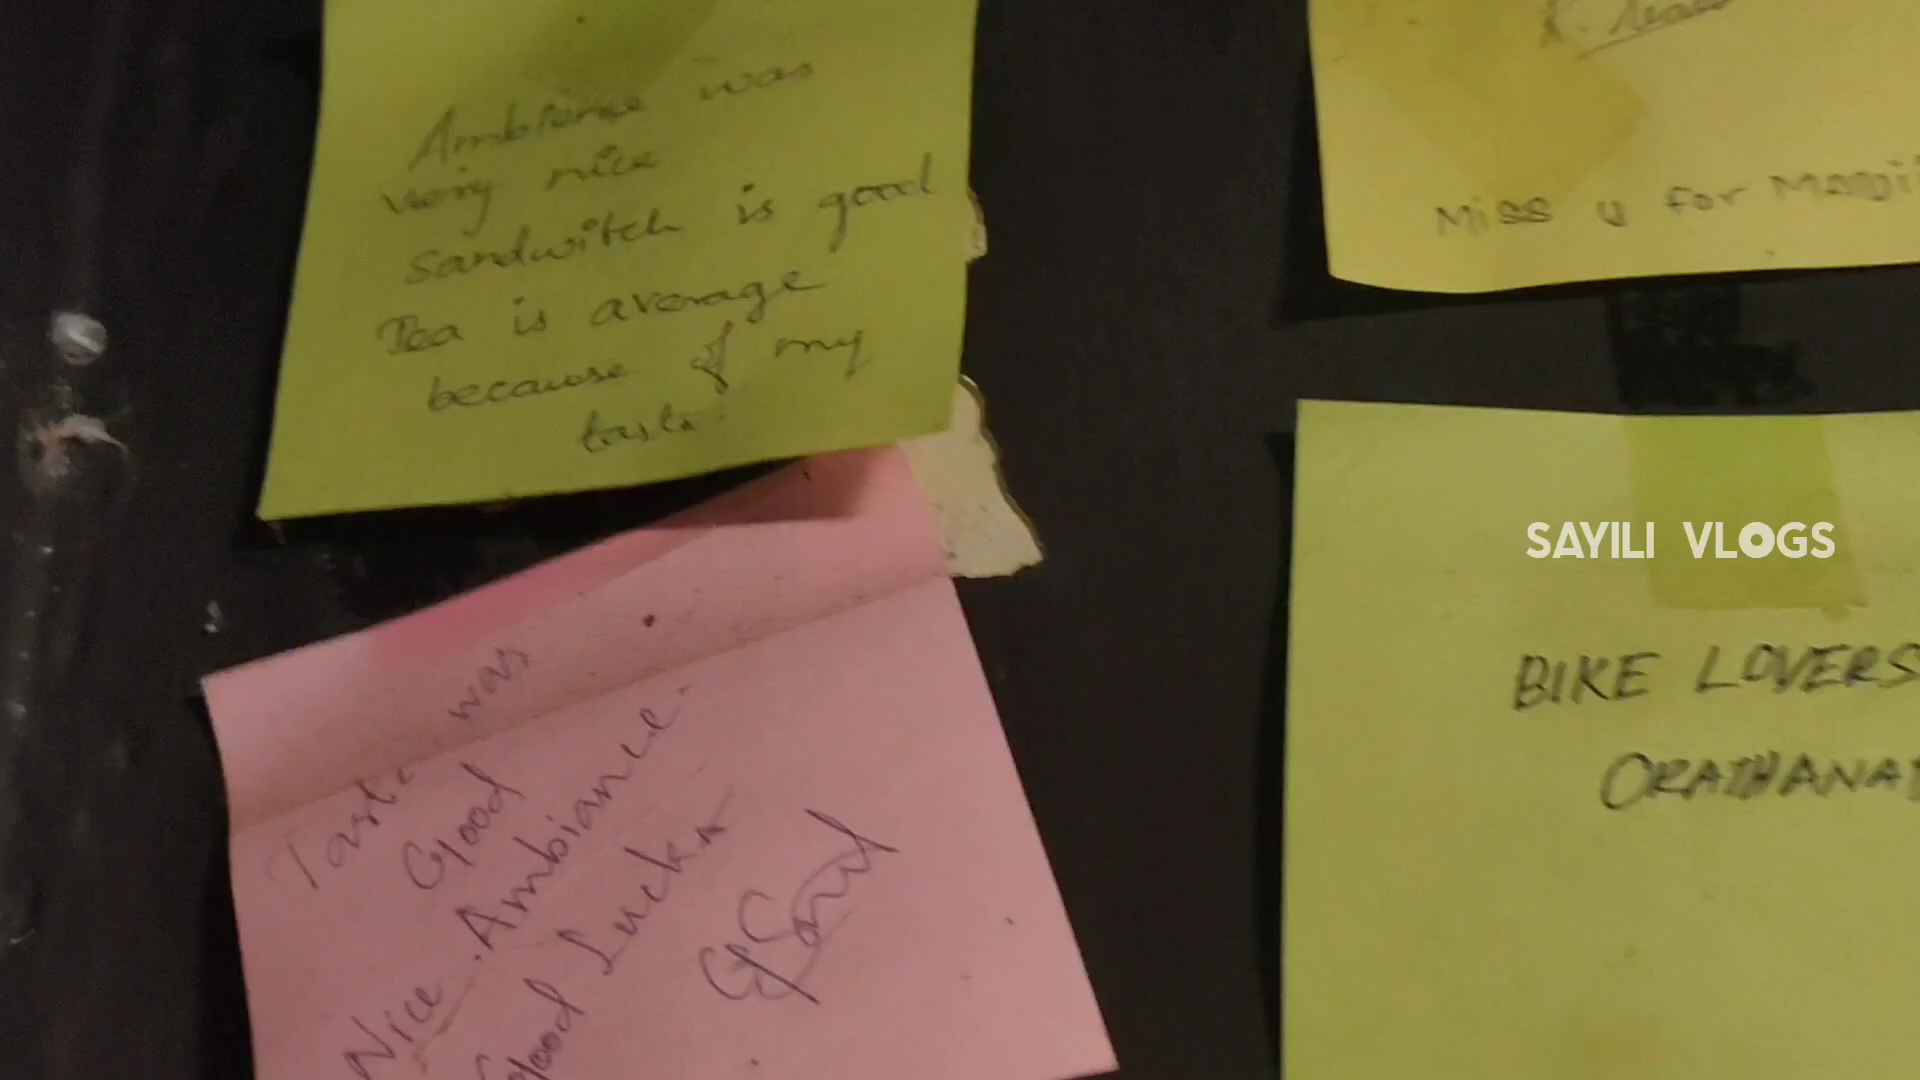 Ambience was
very nice
Sandwitch is good
Tea is average
because of my
taste.
Miss u for
Taste was
Good
Nice Ambiance.
Good Luck
SAYILI VLOGS
BIKE LOVERS